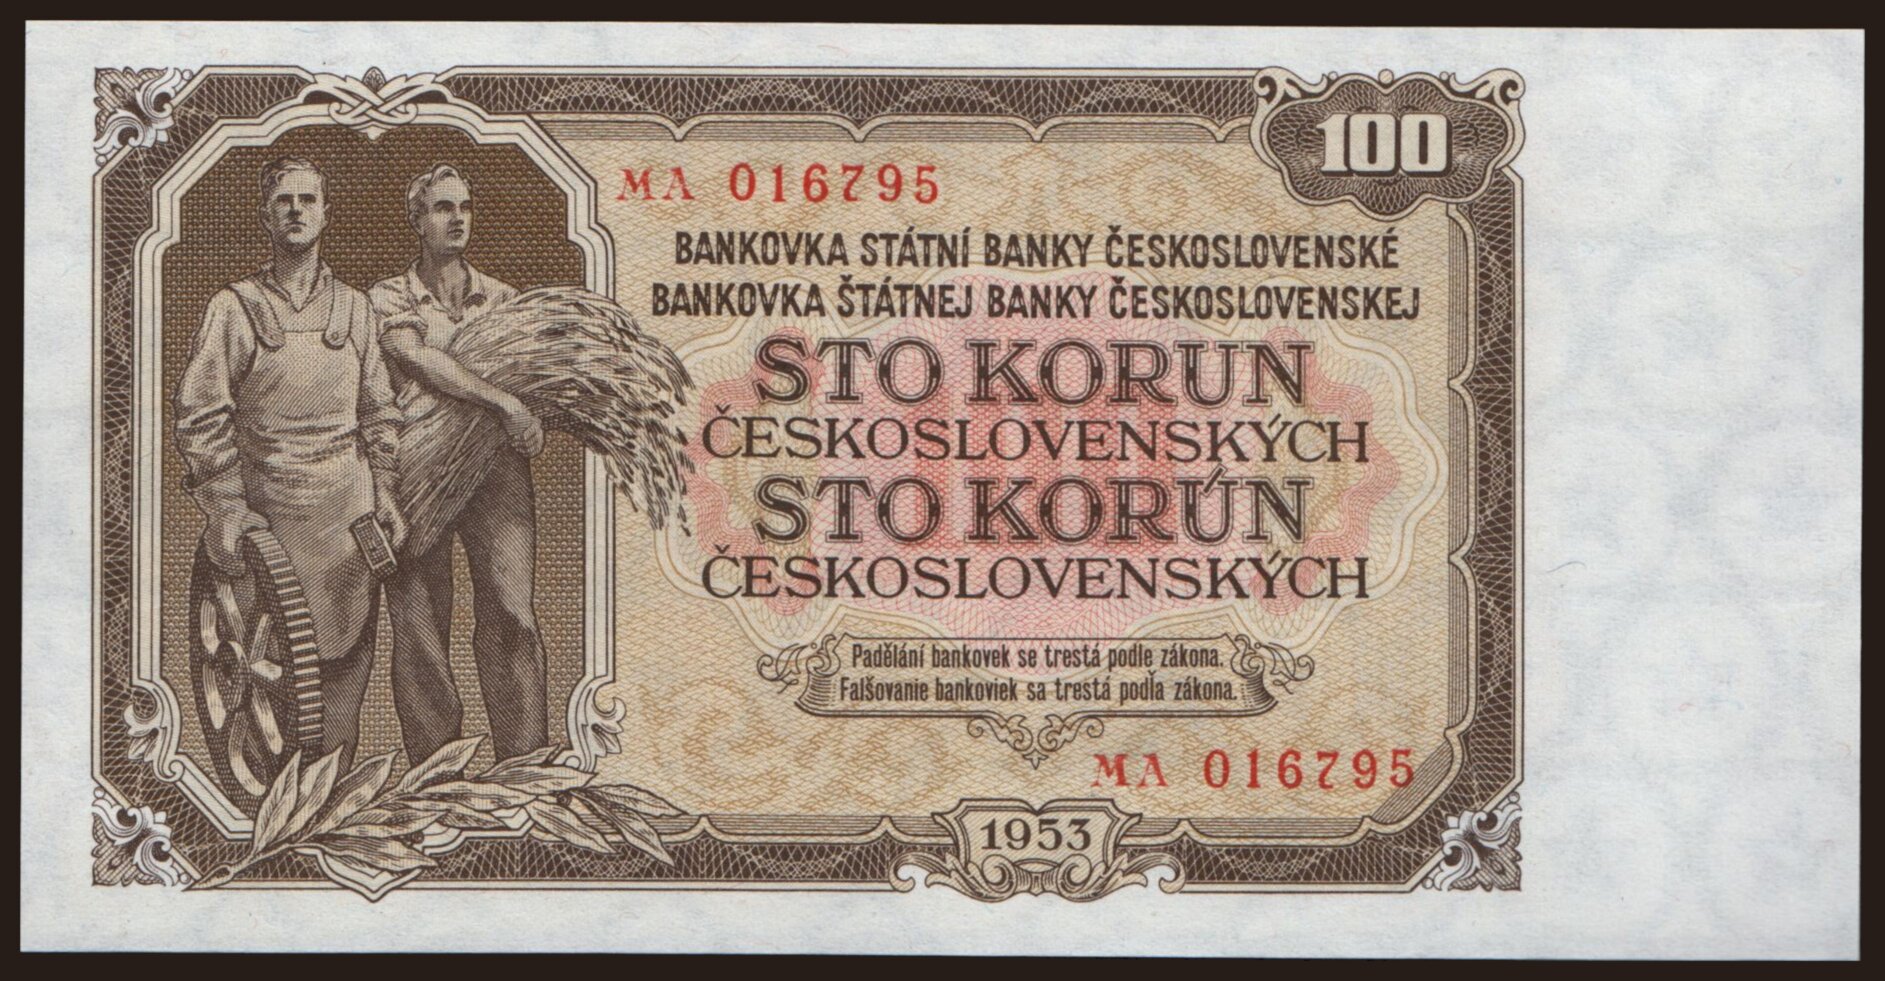 100
MA 016795
BANKOVKA STÁTNÍ BANKY ČESKOSLOVENSKÉ
BANKOVKA ŠTÁTNEJ BANKY ČESKOSLOVENSKEJ
STO KORUN
ČESKOSLOVENSKÝCH
STO KORÚN
ČESKOSLOVENSKÝCH
Padělání bankovek se trestá podle zákona.
Falšovanie bankoviek sa trestá podľa zákona.
MA 016795
1953